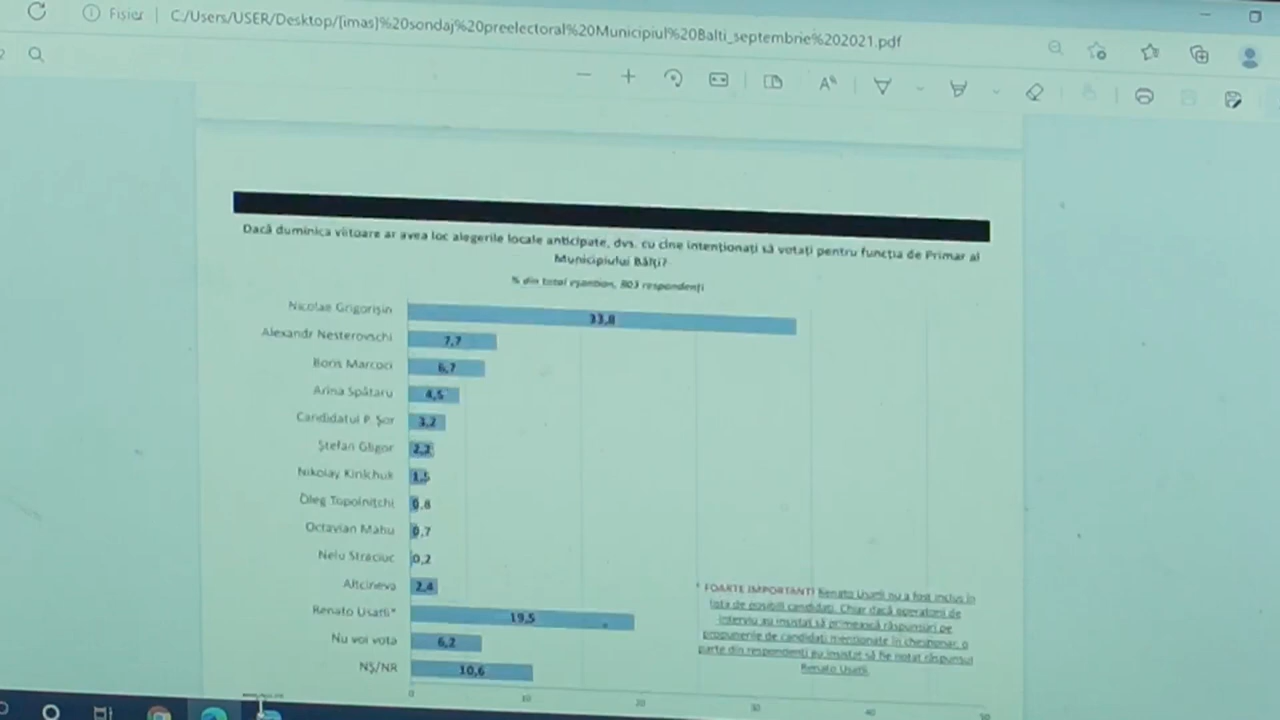 Fișier | C:/Users/USER/Desktop/[imas]%20sondaj%20preelectoral%20Municipiul%20Balti_septembrie%202021.pdf
Dacă duminica viitoare ar avea loc alegerile locale anticipate, dvs. cu cine intenționați să votați pentru funcția de Primar al
Municipiului Bălți?
% din total eșantion, 803 respondenți
Nicolae Grigorișin 33,8
Alexandr Nesterovschi 7,7
Boris Marcoci 6,7
Arina Spătaru 4,5
Candidatul P. Șor 3,2
Ștefan Gligor 2,2
Nikolay Kirilchuk 1,5
Oleg Topolnițchi 0,8
Octavian Mahu 0,7
Nelu Straciuc 0,2
Altcineva 2,4
Renato Usatîi* 19,5
Nu voi vota 6,2
NȘ/NR 10,6
0 10 20 30 40 50
* FOARTE IMPORTANT! Renato Usatîi nu a fost inclus în
lista de posibili candidați. Chiar dacă operatorii de
interviu au insistat să primească răspunsuri pe
propunerile de candidați menționate în chestionar, o
parte din respondenți au insistat să fie notat răspunsul
Renato Usatîi.